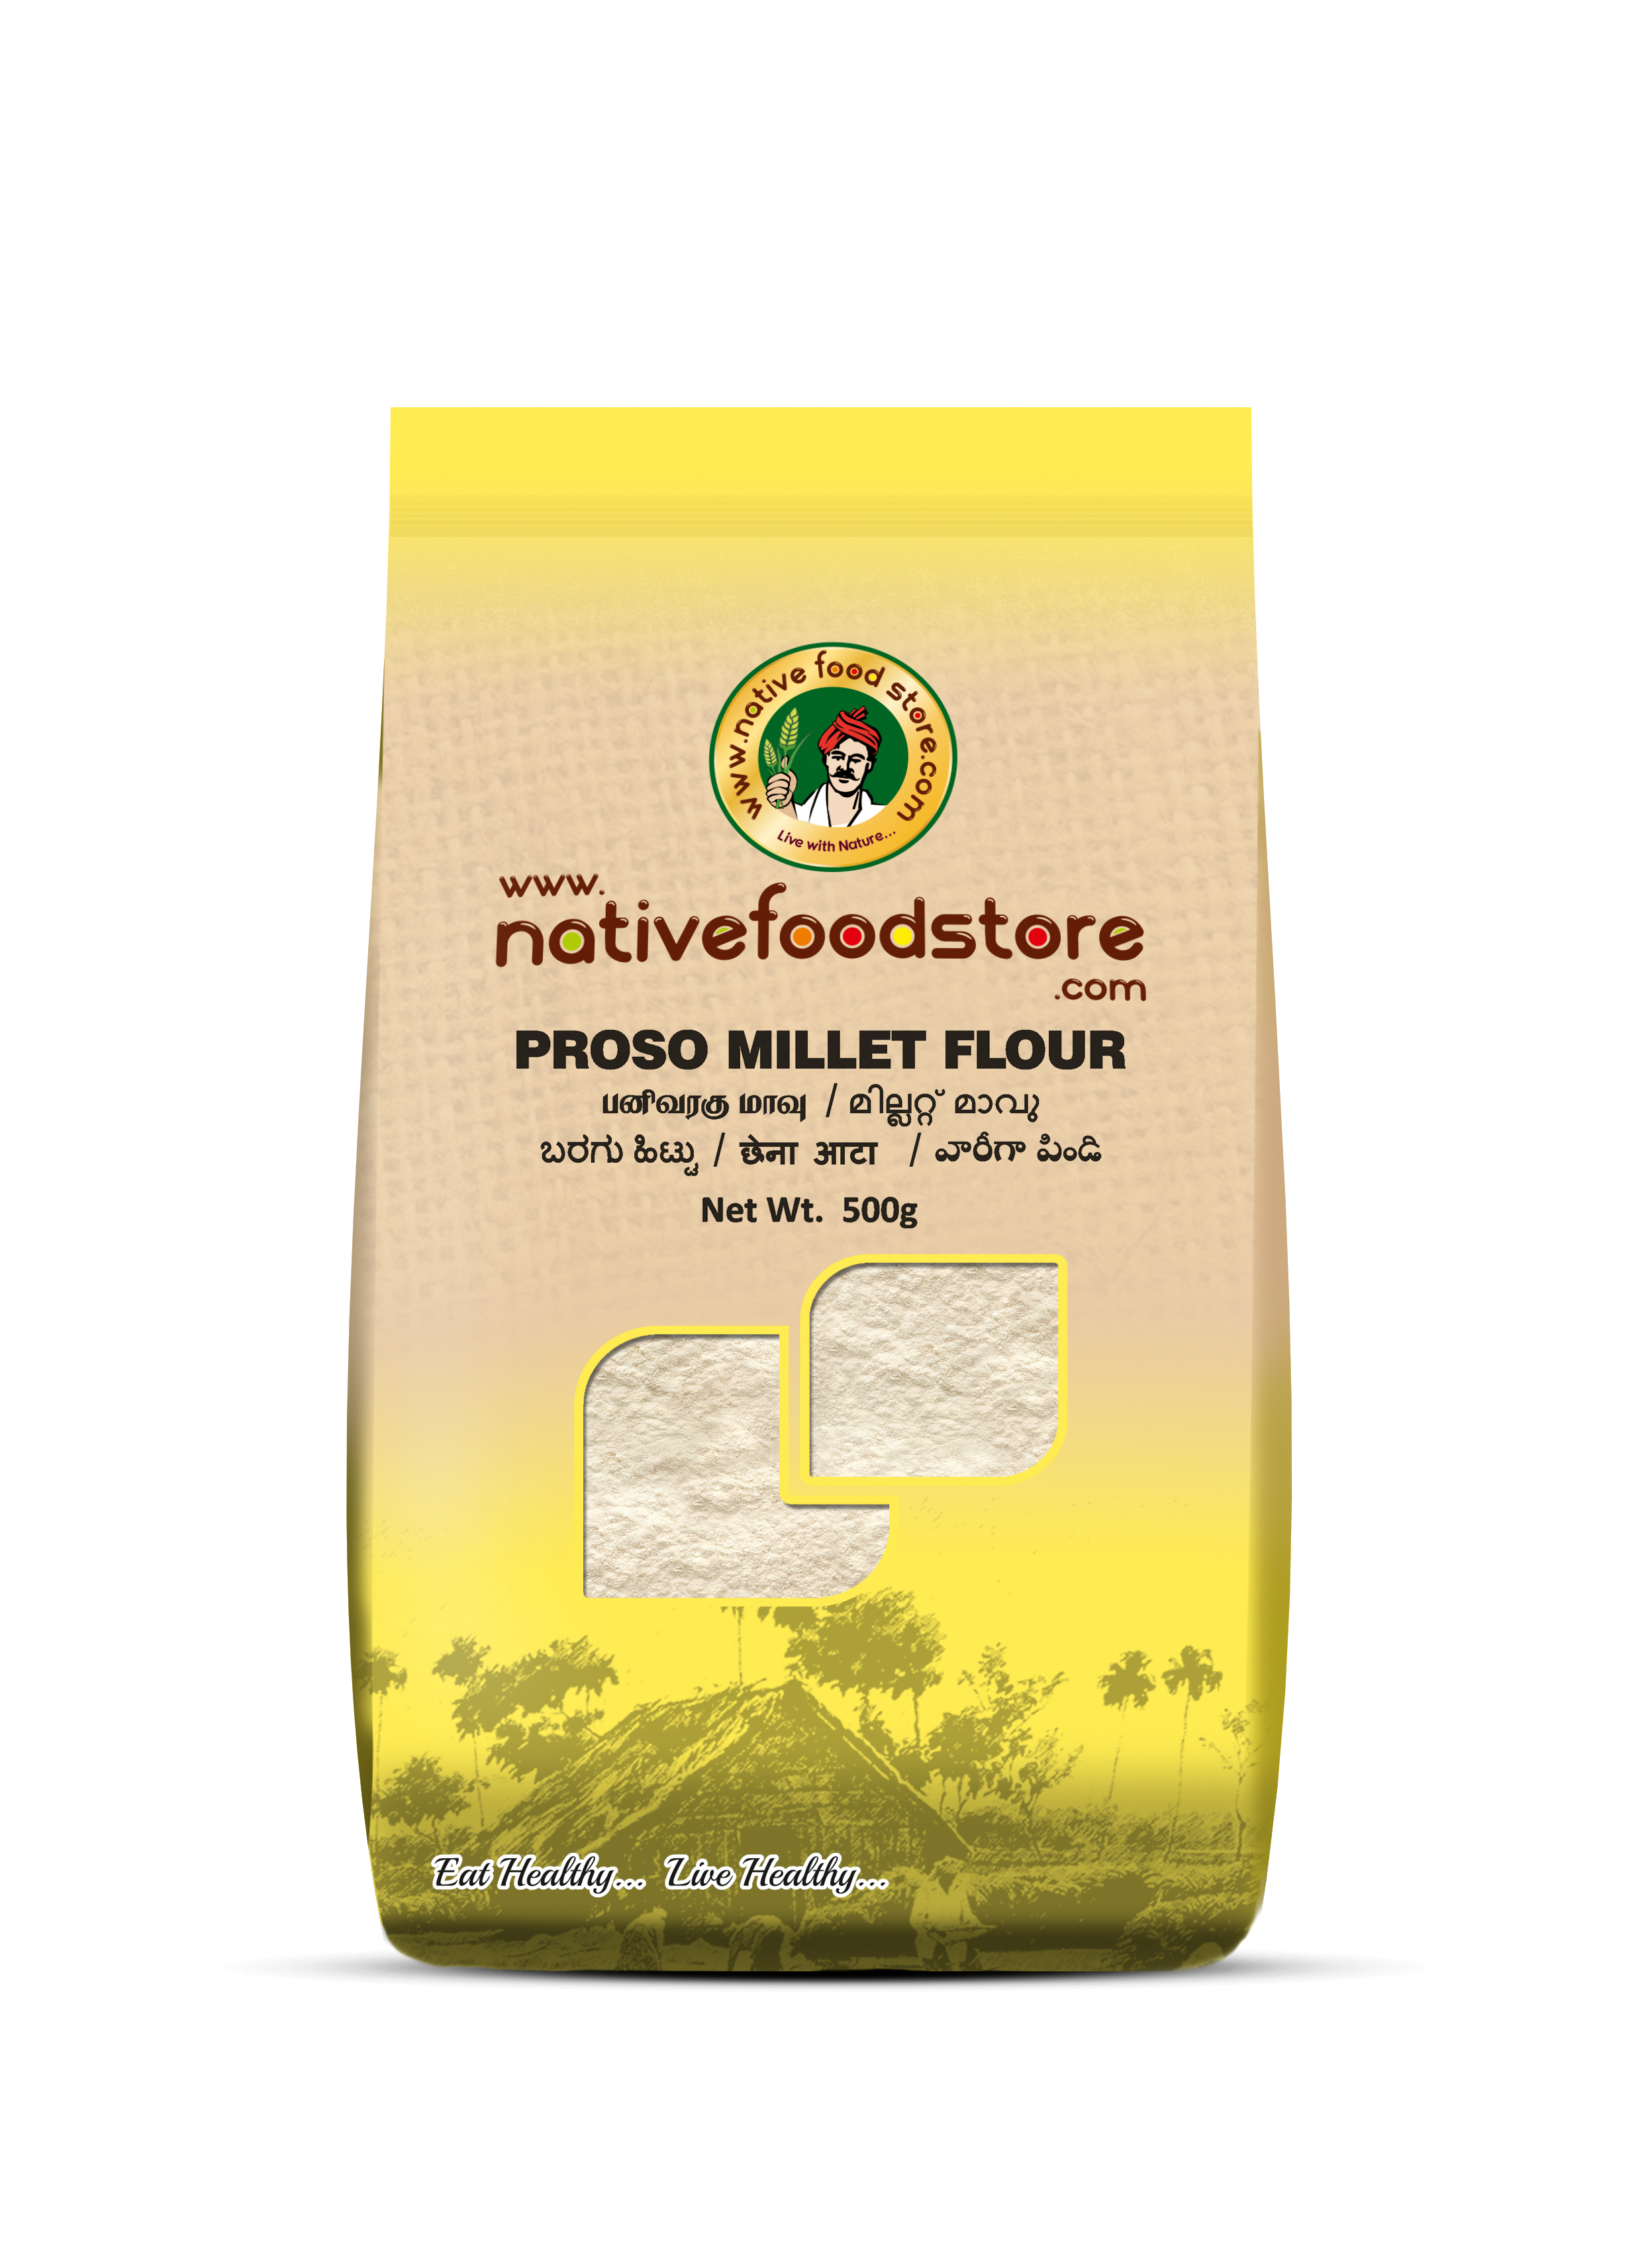 www.native food store.com
Live with Nature...
www.
nativefoodstore
.com
PROSO MILLET FLOUR
பனிவரகு மாவு / മില്ലറ്റ് മാവു
ಬರಗು ಹಿಟ್ಟು / छेना आटा / వారీగా పిండి
Net Wt. 500g
Eat Healthy... Live Healthy...